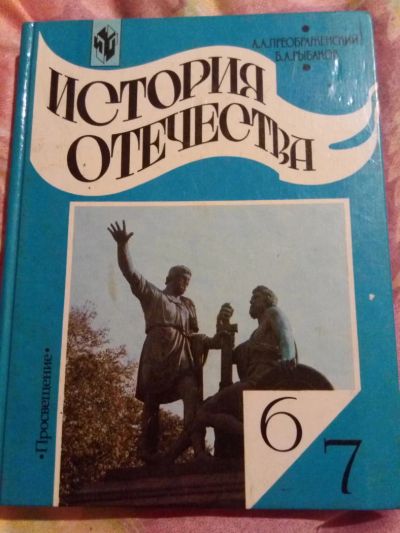 А.А.ПРЕОБРАЖЕНСКИЙ
Б.А.РЫБАКОВ
ИСТОРИЯ
ОТЕЧЕСТВА
•Просвещение•
6
7